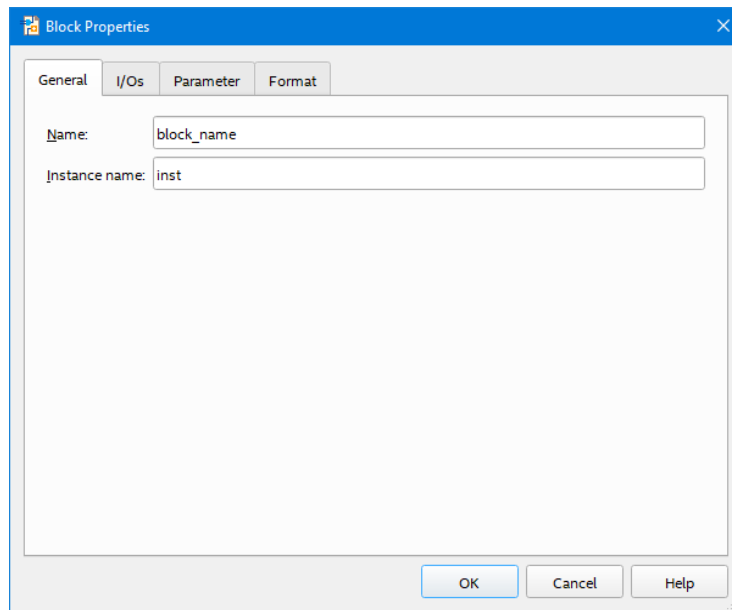 Block Properties
General I/Os Parameter Format
Name: block_name
Instance name: inst
OK Cancel Help